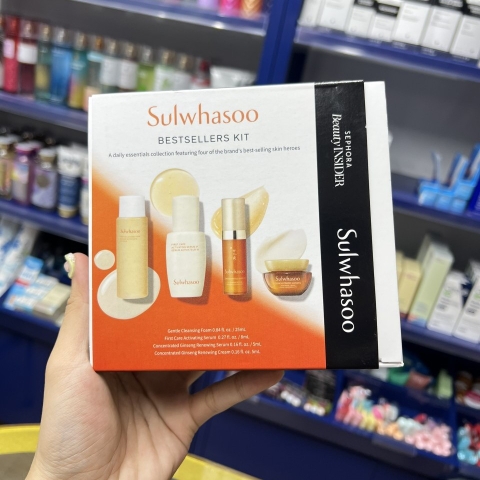 Sulwhasoo
BESTSELLERS KIT
A daily essentials collection featuring four of the brand's best-selling skin heroes
Sulwhasoo
Sulwhasoo
Gentle Cleansing Foam 0.84 fl. oz. / 25mL
First Care Activating Serum 0.27 fl. oz. / 8mL
Concentrated Ginseng Renewing Serum 0.16 fl. oz. / 5mL
Concentrated Ginseng Renewing Cream 0.16 fl. oz. 5mL
SEPHORA
Beauty INSIDER
Sulwhasoo